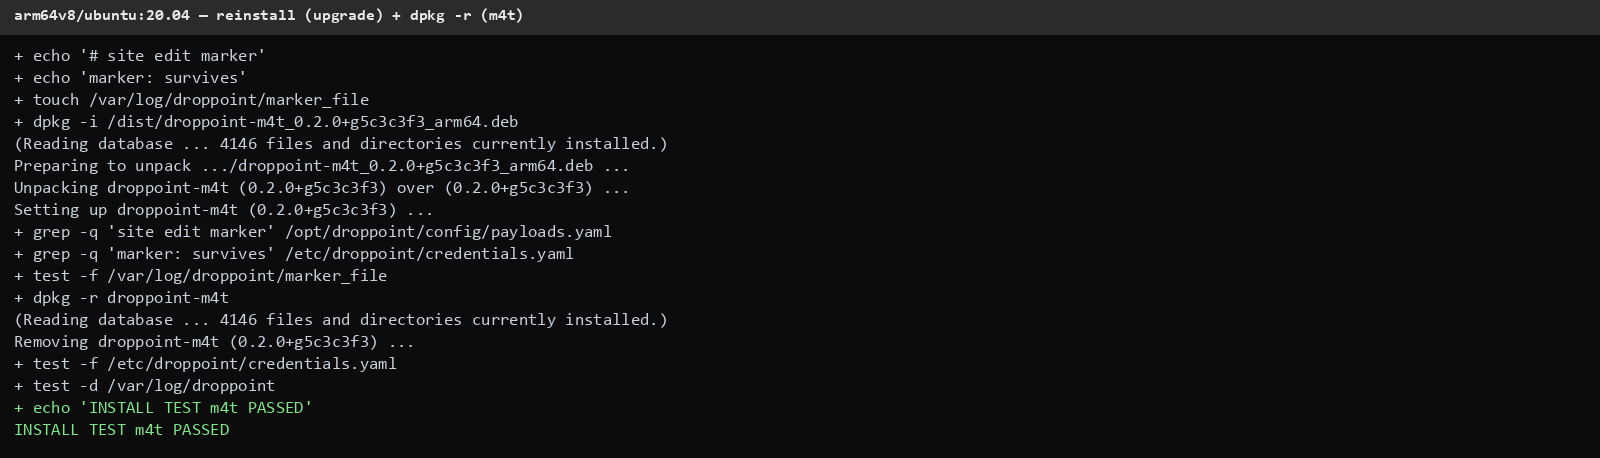 arm64v8/ubuntu:20.04 — reinstall (upgrade) + dpkg -r (m4t)
+ echo '# site edit marker'
+ echo 'marker: survives'
+ touch /var/log/droppoint/marker_file
+ dpkg -i /dist/droppoint-m4t_0.2.0+g5c3c3f3_arm64.deb
(Reading database ... 4146 files and directories currently installed.)
Preparing to unpack .../droppoint-m4t_0.2.0+g5c3c3f3_arm64.deb ...
Unpacking droppoint-m4t (0.2.0+g5c3c3f3) over (0.2.0+g5c3c3f3) ...
Setting up droppoint-m4t (0.2.0+g5c3c3f3) ...
+ grep -q 'site edit marker' /opt/droppoint/config/payloads.yaml
+ grep -q 'marker: survives' /etc/droppoint/credentials.yaml
+ test -f /var/log/droppoint/marker_file
+ dpkg -r droppoint-m4t
(Reading database ... 4146 files and directories currently installed.)
Removing droppoint-m4t (0.2.0+g5c3c3f3) ...
+ test -f /etc/droppoint/credentials.yaml
+ test -d /var/log/droppoint
+ echo 'INSTALL TEST m4t PASSED'
INSTALL TEST m4t PASSED